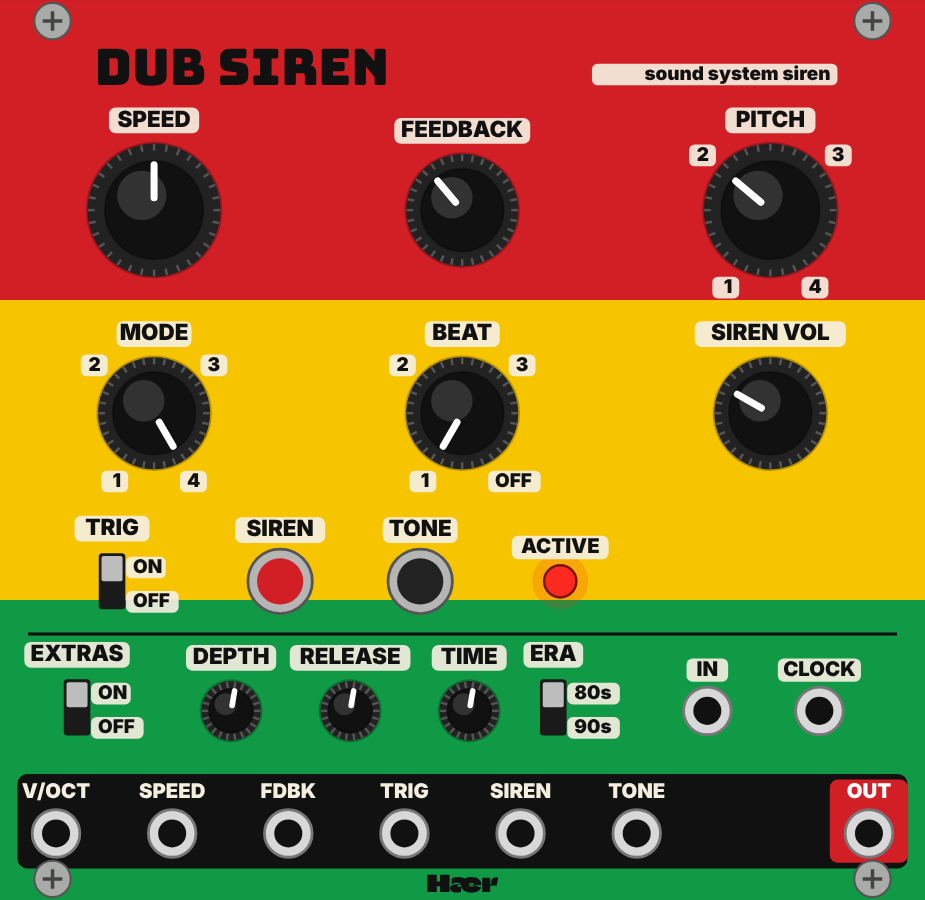 DUB SIREN
sound system siren
SPEED
FEEDBACK
PITCH
2 3
1 4
MODE
BEAT
SIREN VOL
2 3
2 3
1 4
1 OFF
TRIG
SIREN
TONE
ACTIVE
ON
OFF
EXTRAS
DEPTH
RELEASE
TIME
ERA
IN
CLOCK
ON
OFF
80s
90s
V/OCT
SPEED
FDBK
TRIG
SIREN
TONE
OUT
Hær